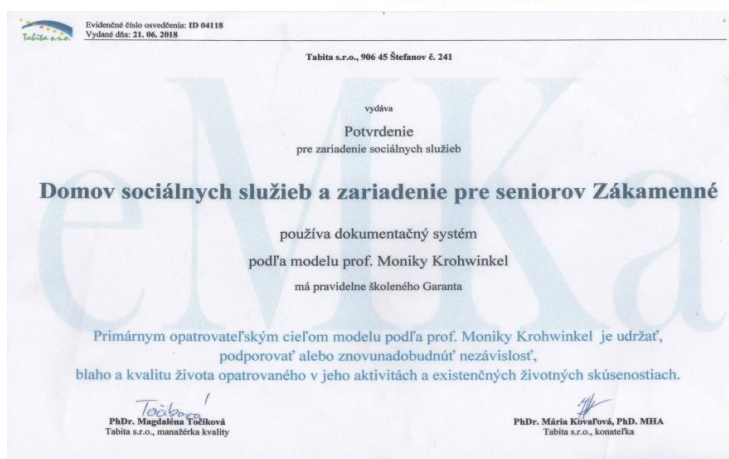 Tabita s.r.o.
Evidenčné číslo osvedčenia: ID 04118
Vydané dňa: 21. 06. 2018
Tabita s.r.o., 906 45 Štefanov č. 241
vydáva
Potvrdenie
pre zariadenie sociálnych služieb
Domov sociálnych služieb a zariadenie pre seniorov Zákamenné
používa dokumentačný systém
podľa modelu prof. Moniky Krohwinkel
má pravidelne školeného Garanta
Primárnym opatrovateľským cieľom modelu podľa prof. Moniky Krohwinkel je udržať,
podporovať alebo znovunadobudnúť nezávislosť,
blaho a kvalitu života opatrovaného v jeho aktivitách a existenčných životných skúsenostiach.
PhDr. Magdaléna Točiková
Tabita s.r.o., manažérka kvality
PhDr. Mária Kovaľová, PhD. MHA
Tabita s.r.o., konateľka
eMKa